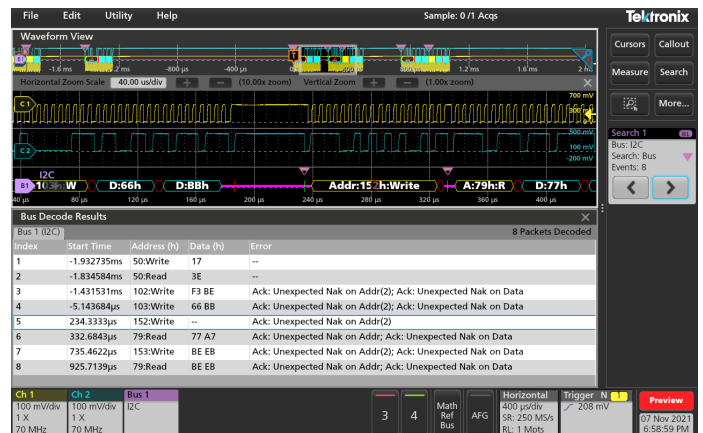 File Edit Utility Help Sample: 0 /1 Acqs Tektronix
Waveform View
-1.6 ms -800 µs -400 µs 1.2 ms 1.6 ms
Horizontal Zoom Scale 40.00 us/div (10.00x zoom) Vertical Zoom (1.00x zoom)
C 1 700 mV
300 mV
C 2 500 mV
100 mV
-200 mV
I2C
B1 W D:66h D:BBh Addr:152h:Write A:79h:R D:77h
40 µs 80 µs 120 µs 160 µs 200 µs 240 µs 280 µs 320 µs 360 µs 400 µs
Bus Decode Results
Bus 1 (I2C) 8 Packets Decoded
Index Start Time Address (h) Data (h) Error
1 -1.932735ms 50:Write 17 --
2 -1.834584ms 50:Read 3E --
3 -1.431531ms 102:Write F3 BE Ack: Unexpected Nak on Addr(2); Ack: Unexpected Nak on Data
4 -5.143684µs 103:Write 66 BB Ack: Unexpected Nak on Addr(2); Ack: Unexpected Nak on Data
5 234.3333µs 152:Write -- Ack: Unexpected Nak on Addr(2)
6 332.6843µs 79:Read 77 A7 Ack: Unexpected Nak on Addr; Ack: Unexpected Nak on Data
7 735.4622µs 153:Write BE EB Ack: Unexpected Nak on Addr(2); Ack: Unexpected Nak on Data
8 925.7139µs 79:Read BE EB Ack: Unexpected Nak on Addr; Ack: Unexpected Nak on Data
Cursors Callout
Measure Search
More...
Search 1 B1
Bus: I2C
Search: Bus
Events: 8
Ch 1
100 mV/div
1 X
70 MHz
Ch 2
100 mV/div
1 X
70 MHz
Bus 1
I2C
3
4
Math
Ref
Bus
AFG
Horizontal
400 µs/div
SR: 250 MS/s
RL: 1 Mpts
Trigger N 1
208 mV
Preview
07 Nov 2021
6:58:59 PM